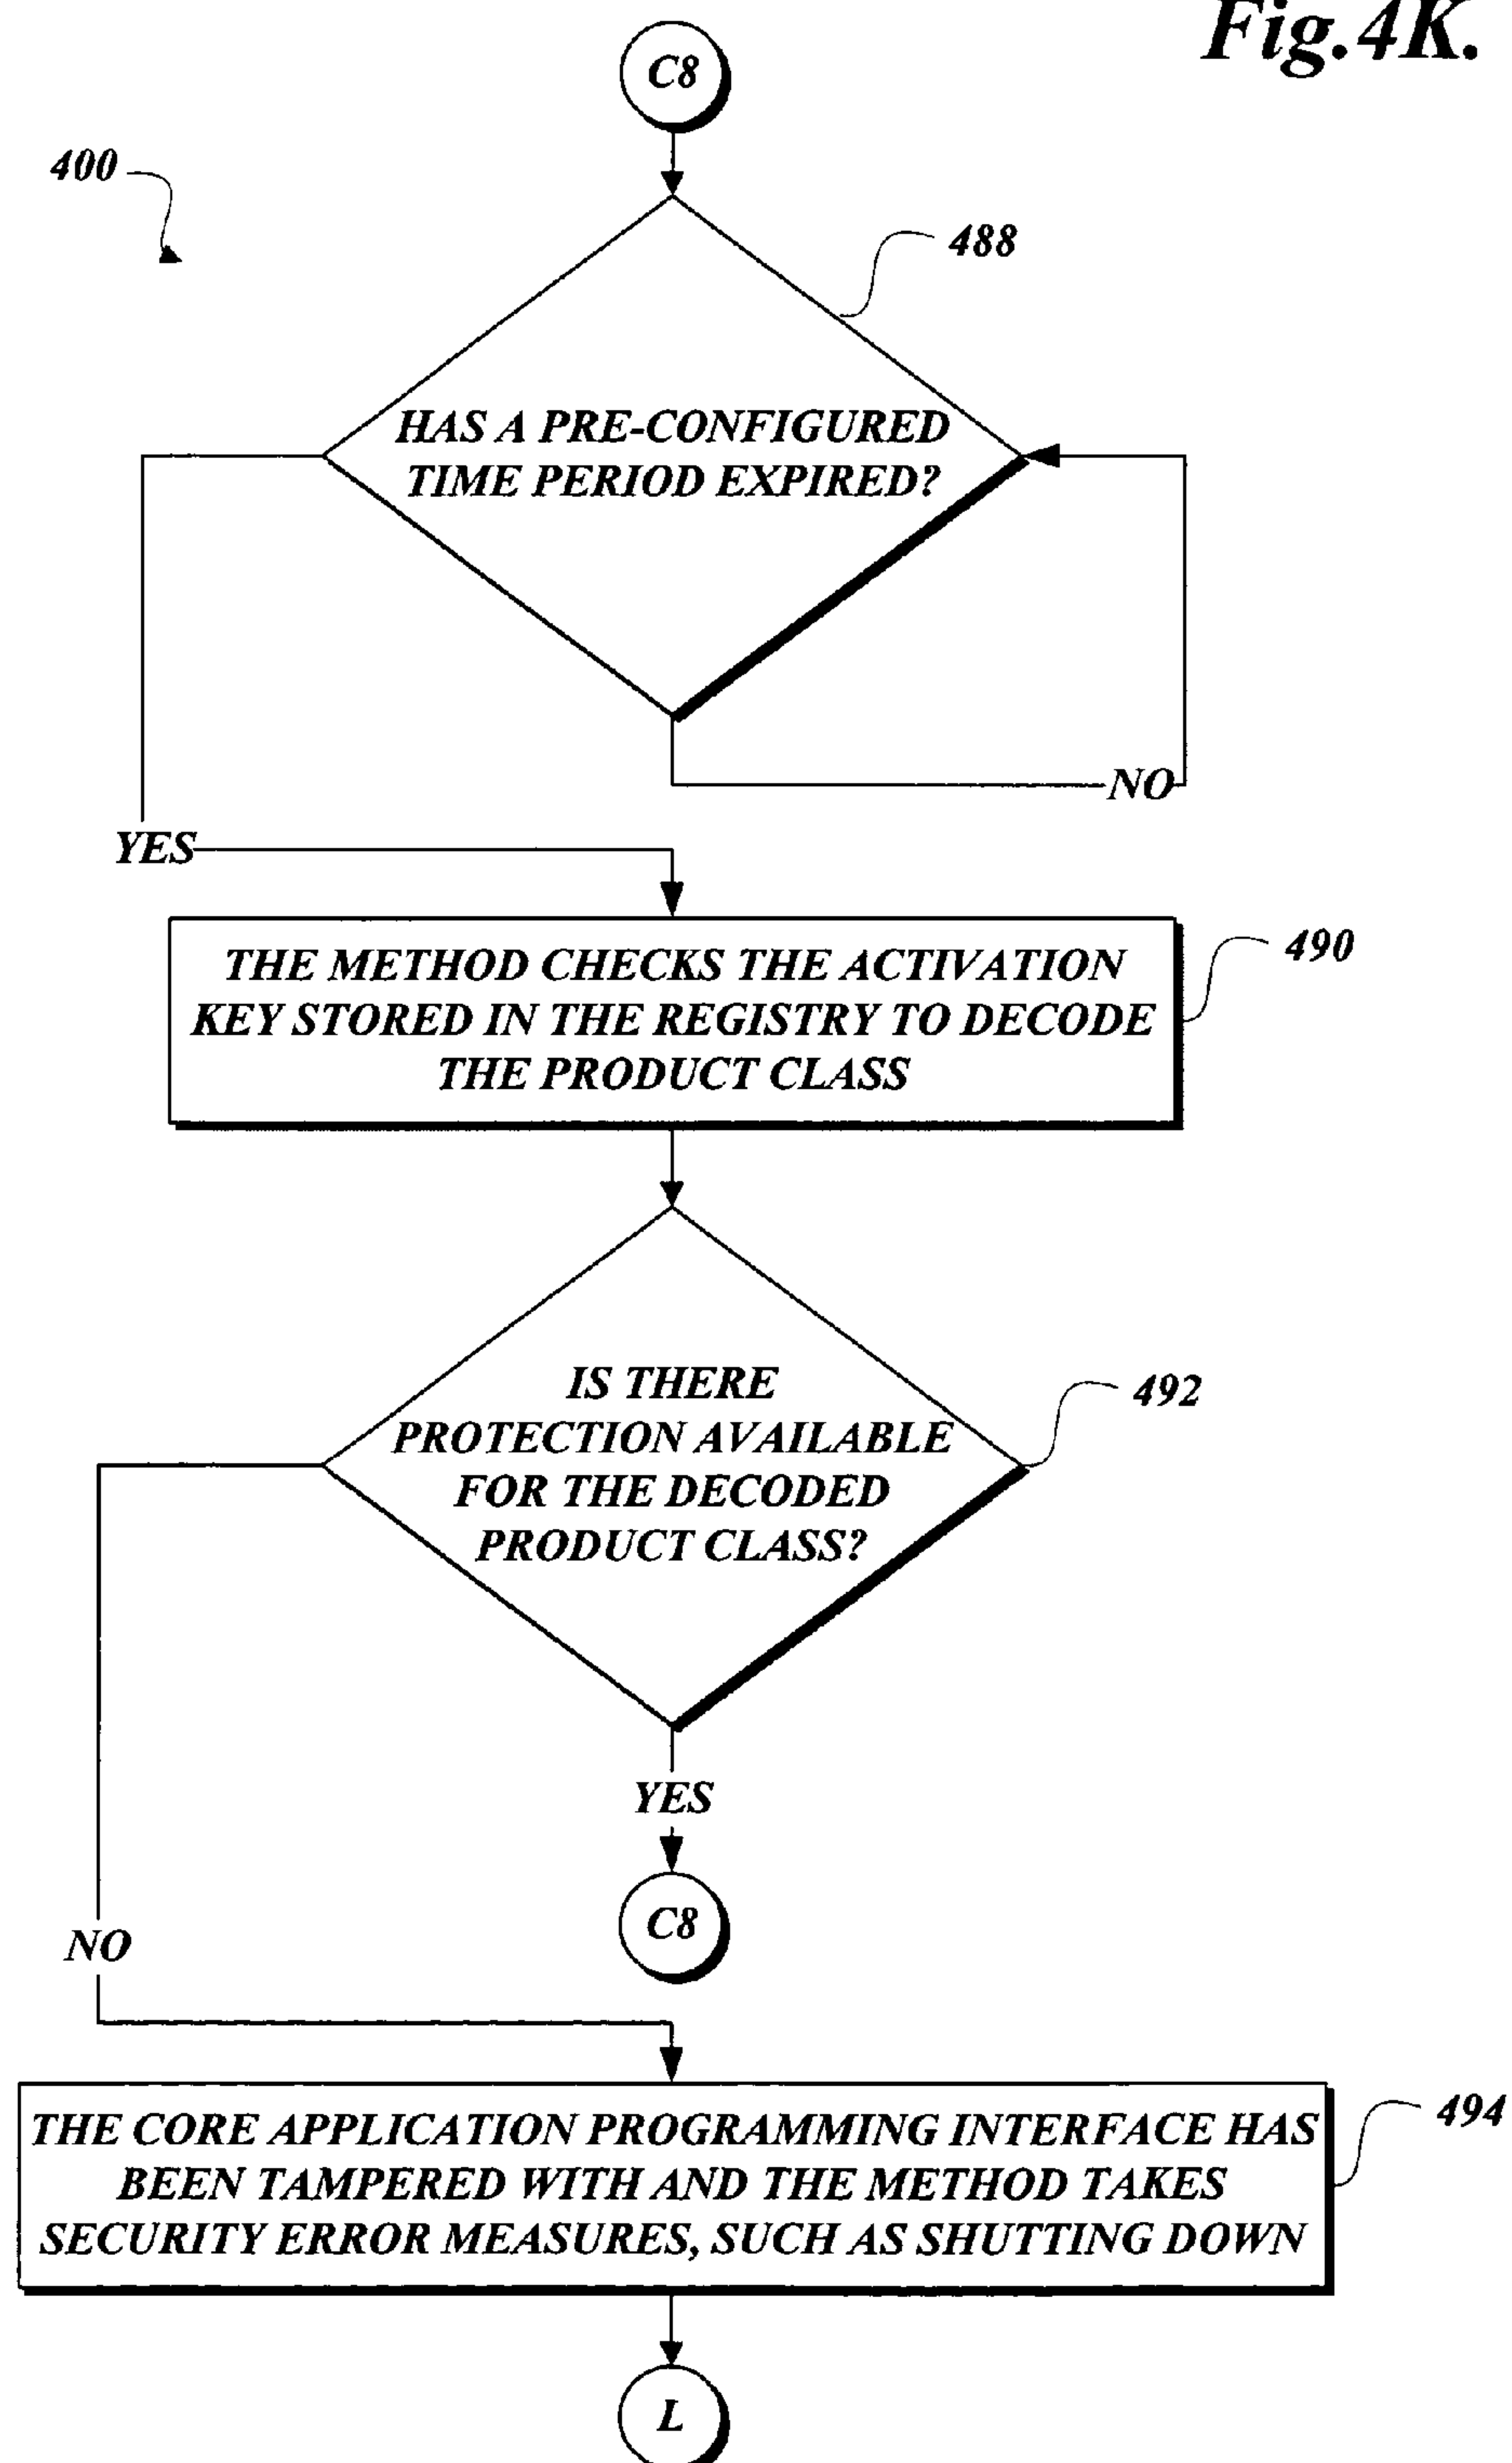 Fig.4K.
C8
400
488
HAS A PRE-CONFIGURED
TIME PERIOD EXPIRED?
NO
YES
THE METHOD CHECKS THE ACTIVATION
KEY STORED IN THE REGISTRY TO DECODE
THE PRODUCT CLASS
490
IS THERE
PROTECTION AVAILABLE
FOR THE DECODED
PRODUCT CLASS?
492
YES
C8
NO
THE CORE APPLICATION PROGRAMMING INTERFACE HAS
BEEN TAMPERED WITH AND THE METHOD TAKES
SECURITY ERROR MEASURES, SUCH AS SHUTTING DOWN
494
L